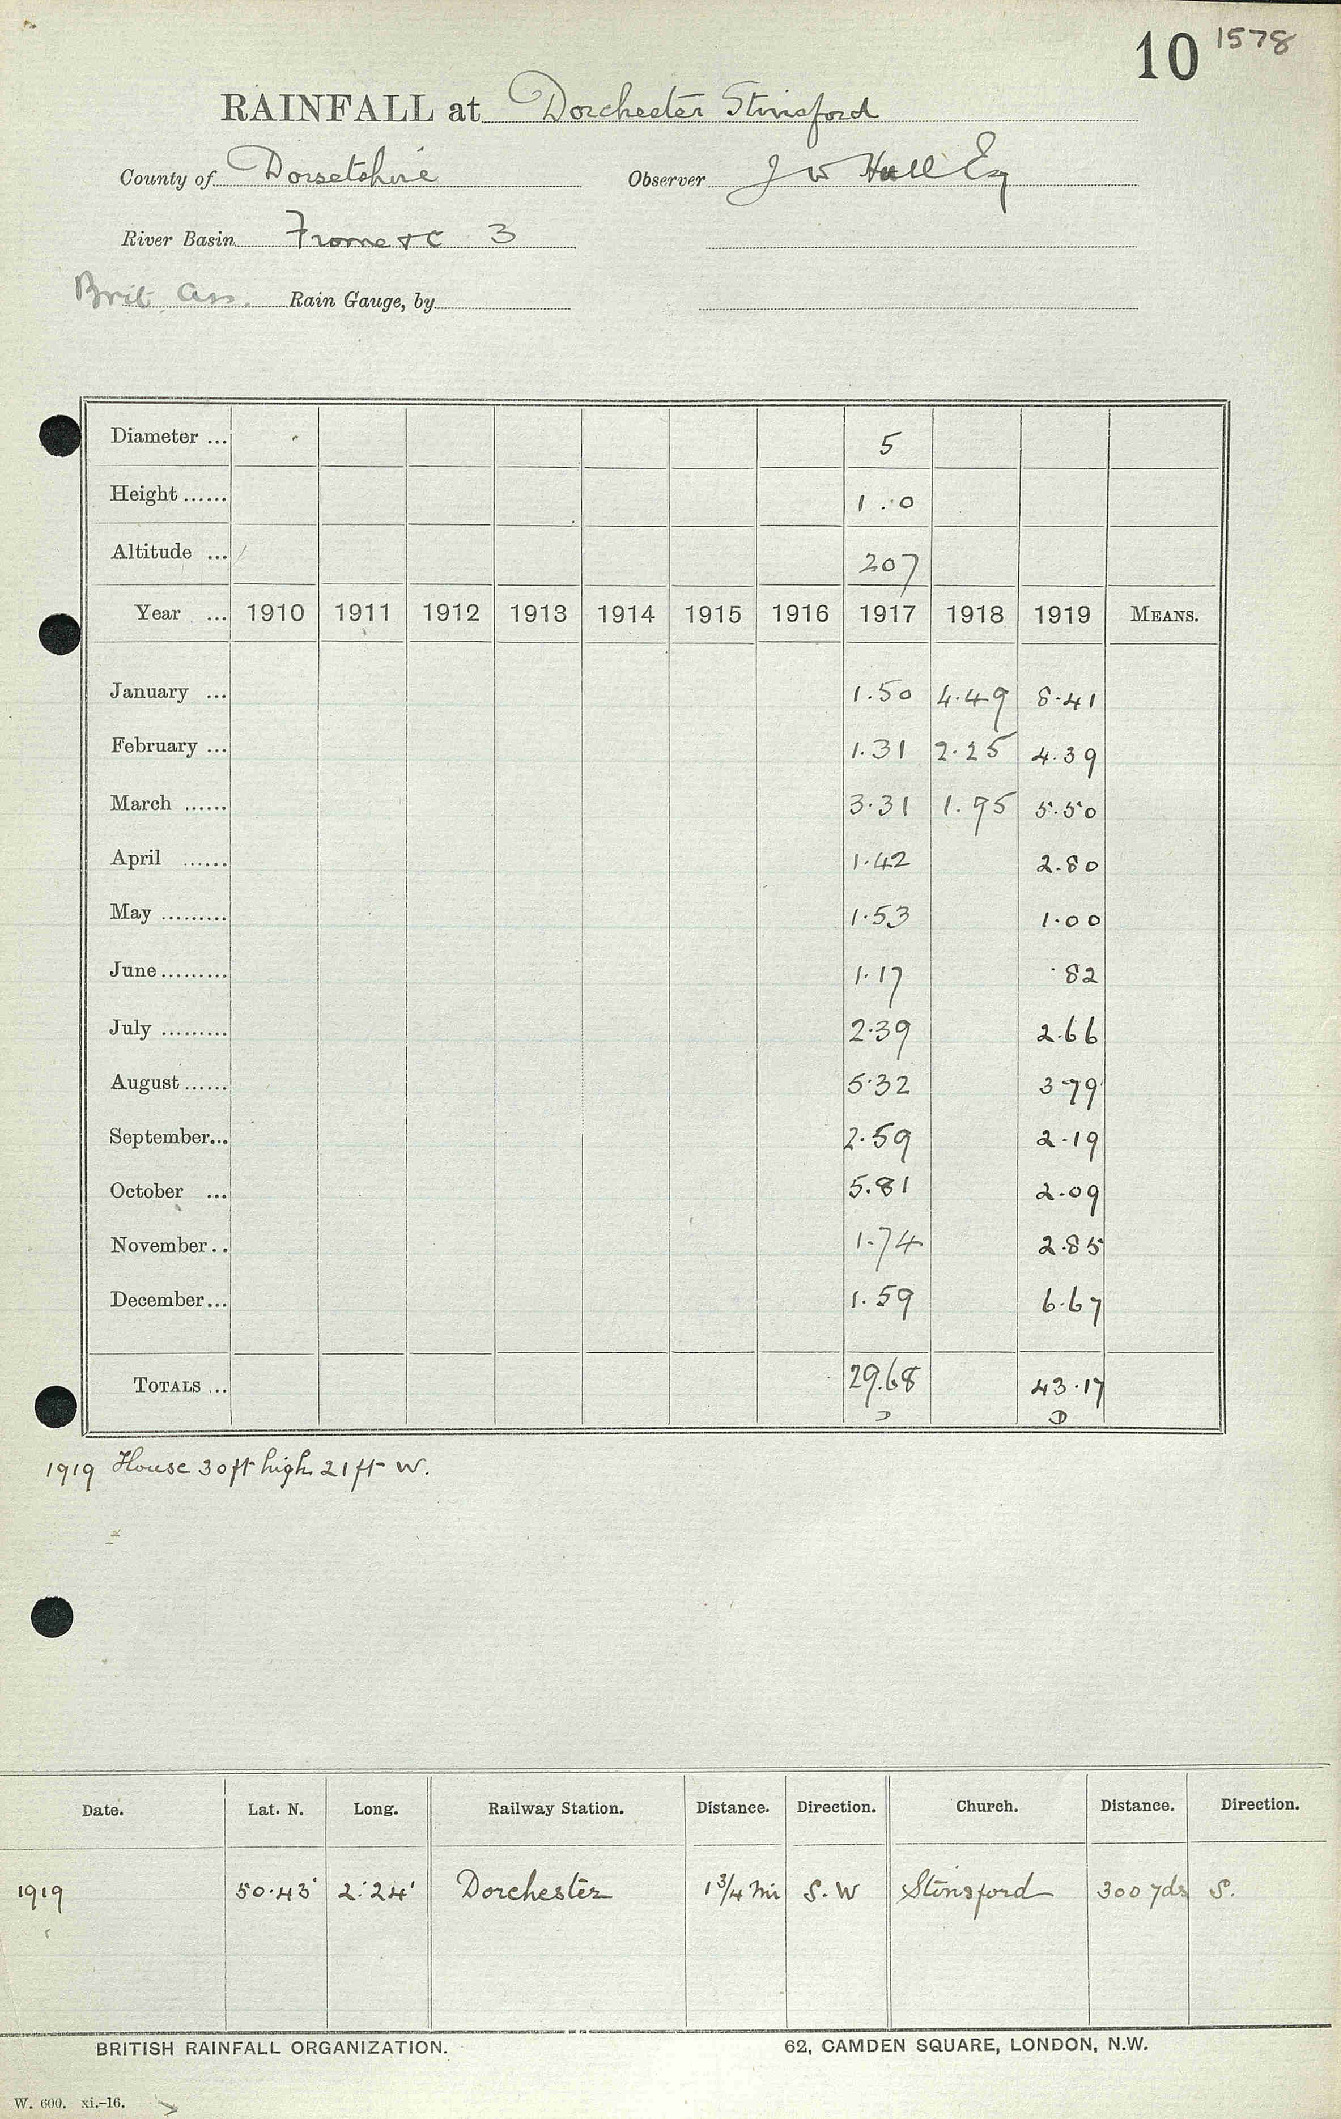 10 1578
RAINFALL at Dorchester Stinsford
County of Dorsetshire Observer J W Hull Esq
River Basin Frome &c 3
Brit Ass. Rain Gauge, by
Diameter ... 5
Height ...... 1.0
Altitude ... 207
Year ... 1910 1911 1912 1913 1914 1915 1916 1917 1918 1919 MEANS.
January ... 1.50 4.49 8.41
February ... 1.31 2.25 4.39
March ...... 3.31 1.95 5.50
April ...... 1.42 2.80
May ......... 1.53 1.00
June ......... 1.17 .82
July ......... 2.39 2.66
August ...... 5.32 3.79
September... 2.59 2.19
October ... 5.81 2.09
November.. 1.74 2.85
December... 1.59 6.67
TOTALS ... 29.68 43.17
D D
1919 House 30ft high 21ft W.
Date. Lat. N. Long. Railway Station. Distance. Direction. Church. Distance. Direction.
1919 50.43' 2.24' Dorchester 1 3/4 mi S.W Stinsford 300 yds S.
BRITISH RAINFALL ORGANIZATION. 62, CAMDEN SQUARE, LONDON, N.W.
W. 600. xi.-16.